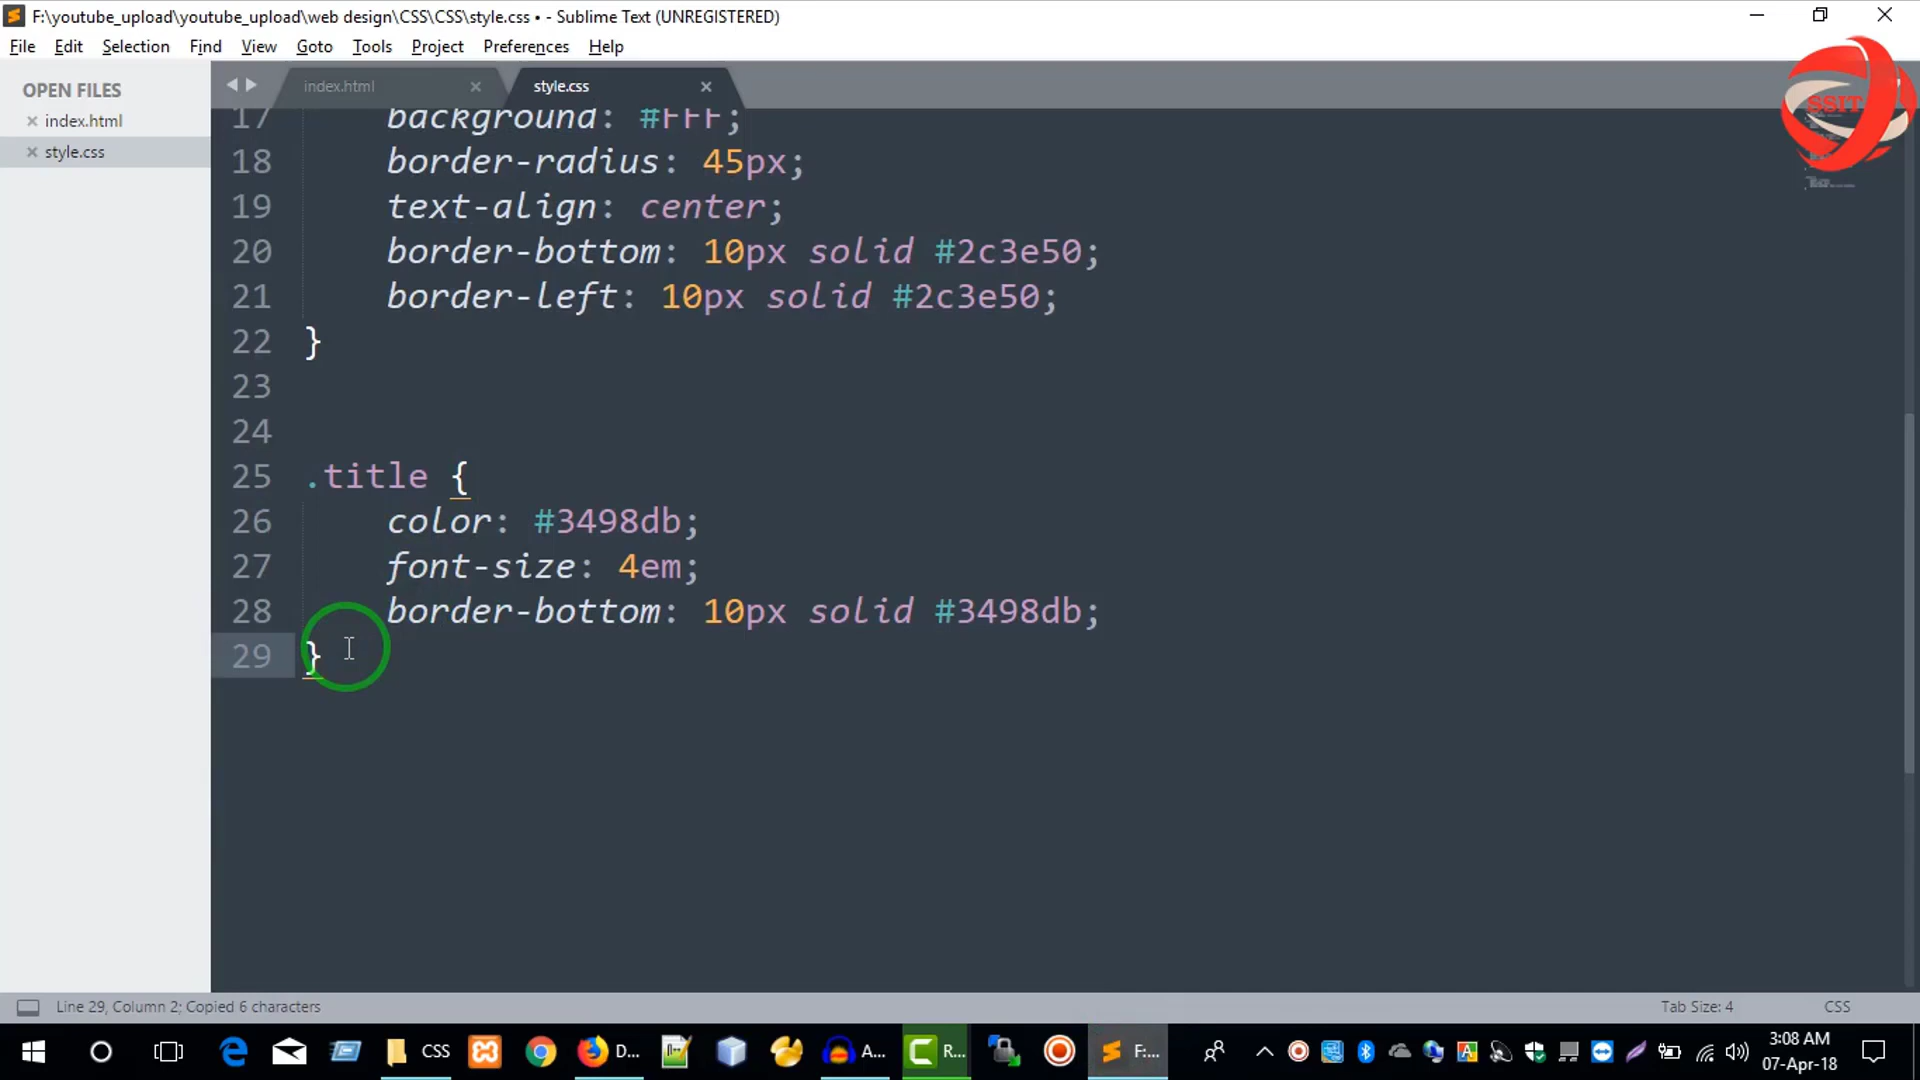 F:\youtube_upload\youtube_upload\web design\CSS\CSS\style.css • - Sublime Text (UNREGISTERED)
File Edit Selection Find View Goto Tools Project Preferences Help
SSIT
OPEN FILES
index.html
style.css
index.html
style.css
17 background: #FFF;
18 border-radius: 45px;
19 text-align: center;
20 border-bottom: 10px solid #2c3e50;
21 border-left: 10px solid #2c3e50;
22 }
23
24
25 .title {
26 color: #3498db;
27 font-size: 4em;
28 border-bottom: 10px solid #3498db;
29 }
Line 29, Column 2; Copied 6 characters
Tab Size: 4
CSS
CSS
D...
A...
R...
F:...
3:08 AM
07-Apr-18